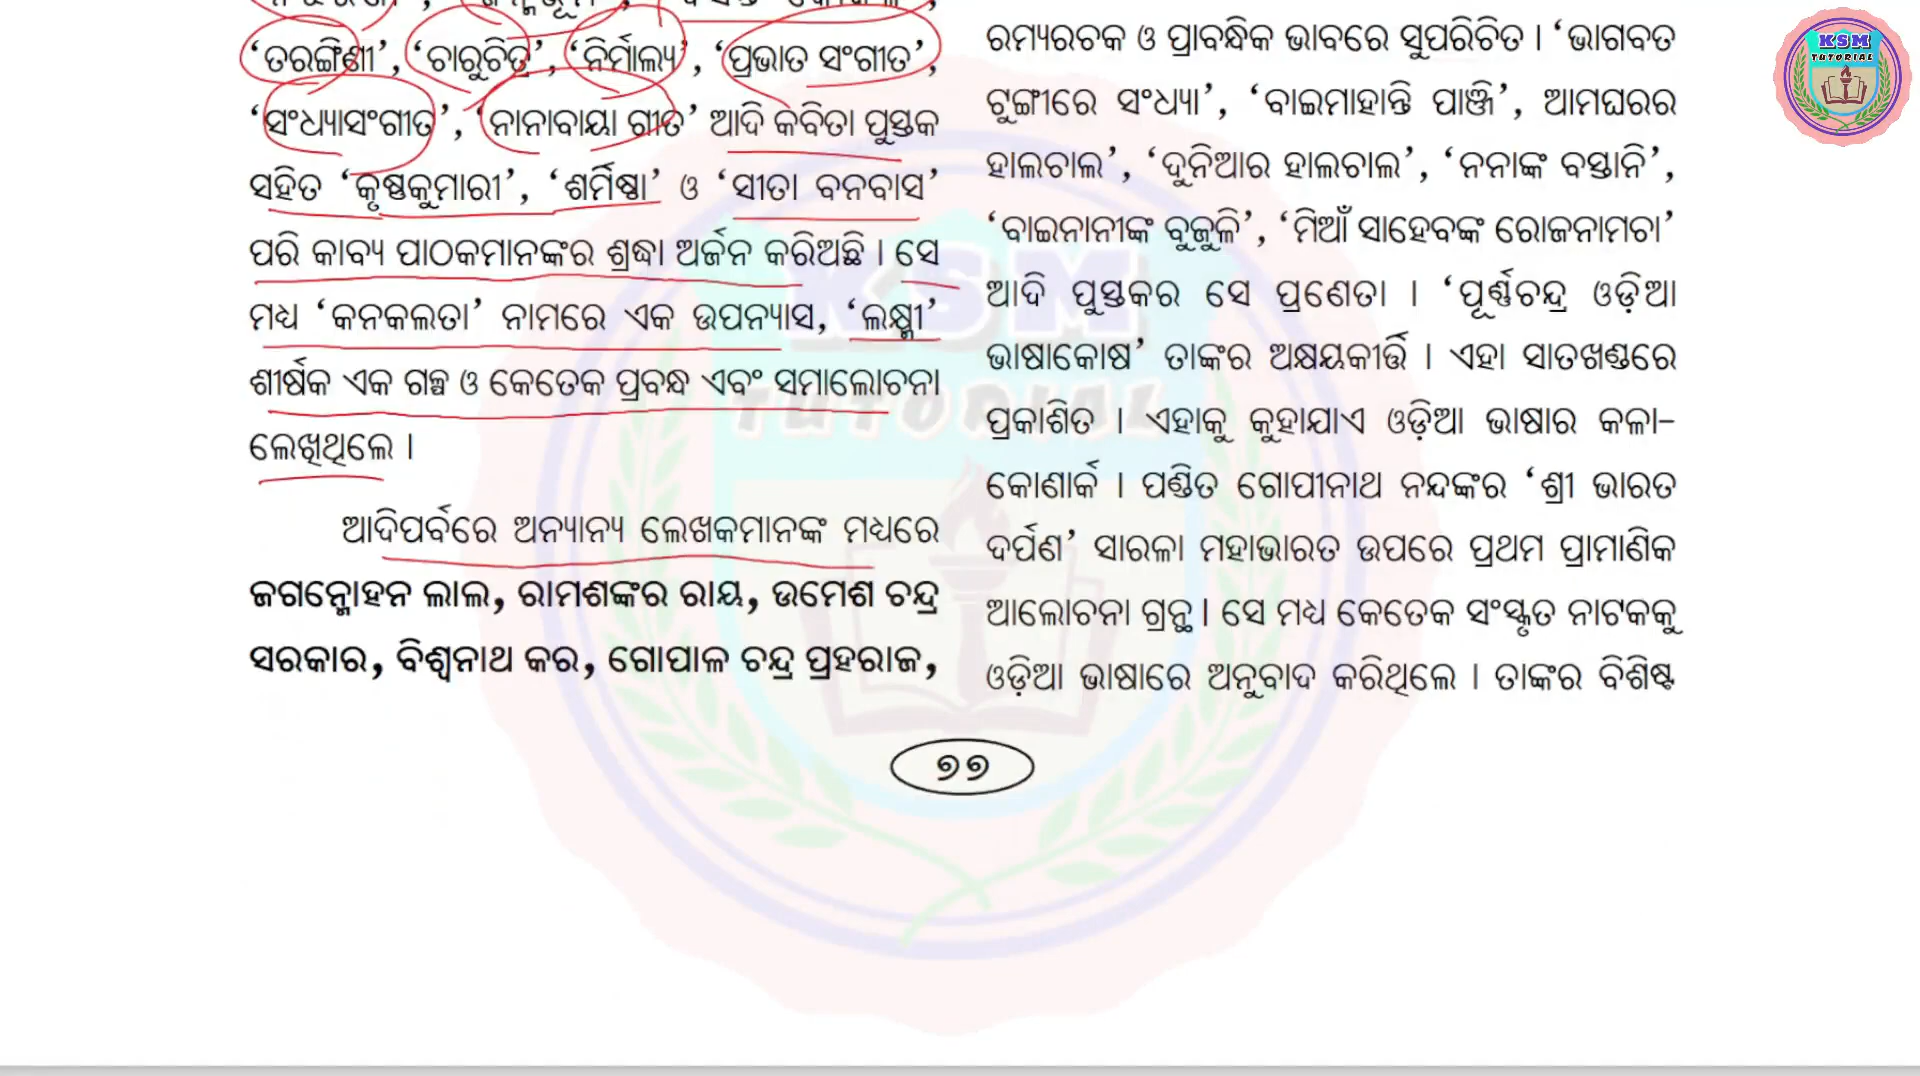 ‘ତରଙ୍ଗିଣୀ’, ‘ଚାରୁଚିତ୍ର’, ‘ନିର୍ମାଲ୍ୟ’, ‘ପ୍ରଭାତ ସଂଗୀତ’,
‘ସଂଧ୍ୟାସଂଗୀତ’, ‘ନାନାବାୟା ଗୀତ’ ଆଦି କବିତା ପୁସ୍ତକ
ସହିତ ‘କୃଷ୍ଣକୁମାରୀ’, ‘ଶର୍ମିଷ୍ଠା’ ଓ ‘ସୀତା ବନବାସ’
ପରି କାବ୍ୟ ପାଠକମାନଙ୍କର ଶ୍ରଦ୍ଧା ଅର୍ଜନ କରିଅଛି । ସେ
ମଧ୍ୟ ‘କନକଲତା’ ନାମରେ ଏକ ଉପନ୍ୟାସ, ‘ଲକ୍ଷ୍ମୀ’
ଶୀର୍ଷକ ଏକ ଗଳ୍ପ ଓ କେତେକ ପ୍ରବନ୍ଧ ଏବଂ ସମାଲୋଚନା
ଲେଖିଥିଲେ ।
ଆଦିପର୍ବରେ ଅନ୍ୟାନ୍ୟ ଲେଖକମାନଙ୍କ ମଧ୍ୟରେ
ଜଗନ୍ମୋହନ ଲାଲ, ରାମଶଙ୍କର ରାୟ, ଉମେଶ ଚନ୍ଦ୍ର
ସରକାର, ବିଶ୍ୱନାଥ କର, ଗୋପାଳ ଚନ୍ଦ୍ର ପ୍ରହରାଜ,
ରମ୍ୟରଚକ ଓ ପ୍ରାବନ୍ଧିକ ଭାବରେ ସୁପରିଚିତ । ‘ଭାଗବତ
ଟୁଙ୍ଗୀରେ ସଂଧ୍ୟା’, ‘ବାଇମାହାନ୍ତି ପାଞ୍ଜି’, ଆମଘରର
ହାଲଚାଲ’, ‘ଦୁନିଆର ହାଲଚାଲ’, ‘ନନାଙ୍କ ବସ୍ତାନି’,
‘ବାଇନାନୀଙ୍କ ବୁଜୁଳି’, ‘ମିଆଁ ସାହେବଙ୍କ ରୋଜନାମଚା’
ଆଦି ପୁସ୍ତକର ସେ ପ୍ରଣେତା । ‘ପୂର୍ଣ୍ଣଚନ୍ଦ୍ର ଓଡ଼ିଆ
ଭାଷାକୋଷ’ ତାଙ୍କର ଅକ୍ଷୟକୀର୍ତ୍ତି । ଏହା ସାତଖଣ୍ଡରେ
ପ୍ରକାଶିତ । ଏହାକୁ କୁହାଯାଏ ଓଡ଼ିଆ ଭାଷାର କଳା-
କୋଣାର୍କ । ପଣ୍ଡିତ ଗୋପୀନାଥ ନନ୍ଦଙ୍କର ‘ଶ୍ରୀ ଭାରତ
ଦର୍ପଣ’ ସାରଳା ମହାଭାରତ ଉପରେ ପ୍ରଥମ ପ୍ରାମାଣିକ
ଆଲୋଚନା ଗ୍ରନ୍ଥ । ସେ ମଧ୍ୟ କେତେକ ସଂସ୍କୃତ ନାଟକକୁ
ଓଡ଼ିଆ ଭାଷାରେ ଅନୁବାଦ କରିଥିଲେ । ତାଙ୍କର ବିଶିଷ୍ଟ
୭୭
KSM
TUTORIAL
KSM
TUTORIAL